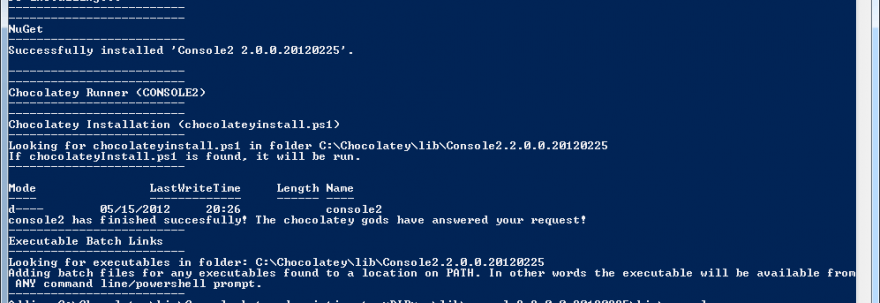 -------------------------
-------------------------
NuGet
-------------------------
Successfully installed 'Console2 2.0.0.20120225'.
-------------------------
-------------------------
Chocolatey Runner (CONSOLE2)
-------------------------
-------------------------
Chocolatey Installation (chocolateyinstall.ps1)
-------------------------
Looking for chocolateyinstall.ps1 in folder C:\Chocolatey\lib\Console2.2.0.0.20120225
If chocolateyInstall.ps1 is found, it will be run.
-------------------------
Mode                LastWriteTime     Length Name
----                -------------     ------ ----
d----         05/15/2012     20:26            console2
console2 has finished succesfully! The chocolatey gods have answered your request!
-------------------------
Executable Batch Links
-------------------------
Looking for executables in folder: C:\Chocolatey\lib\Console2.2.0.0.20120225
Adding batch files for any executables found to a location on PATH. In other words the executable will be available from
 ANY command line/powershell prompt.
-------------------------